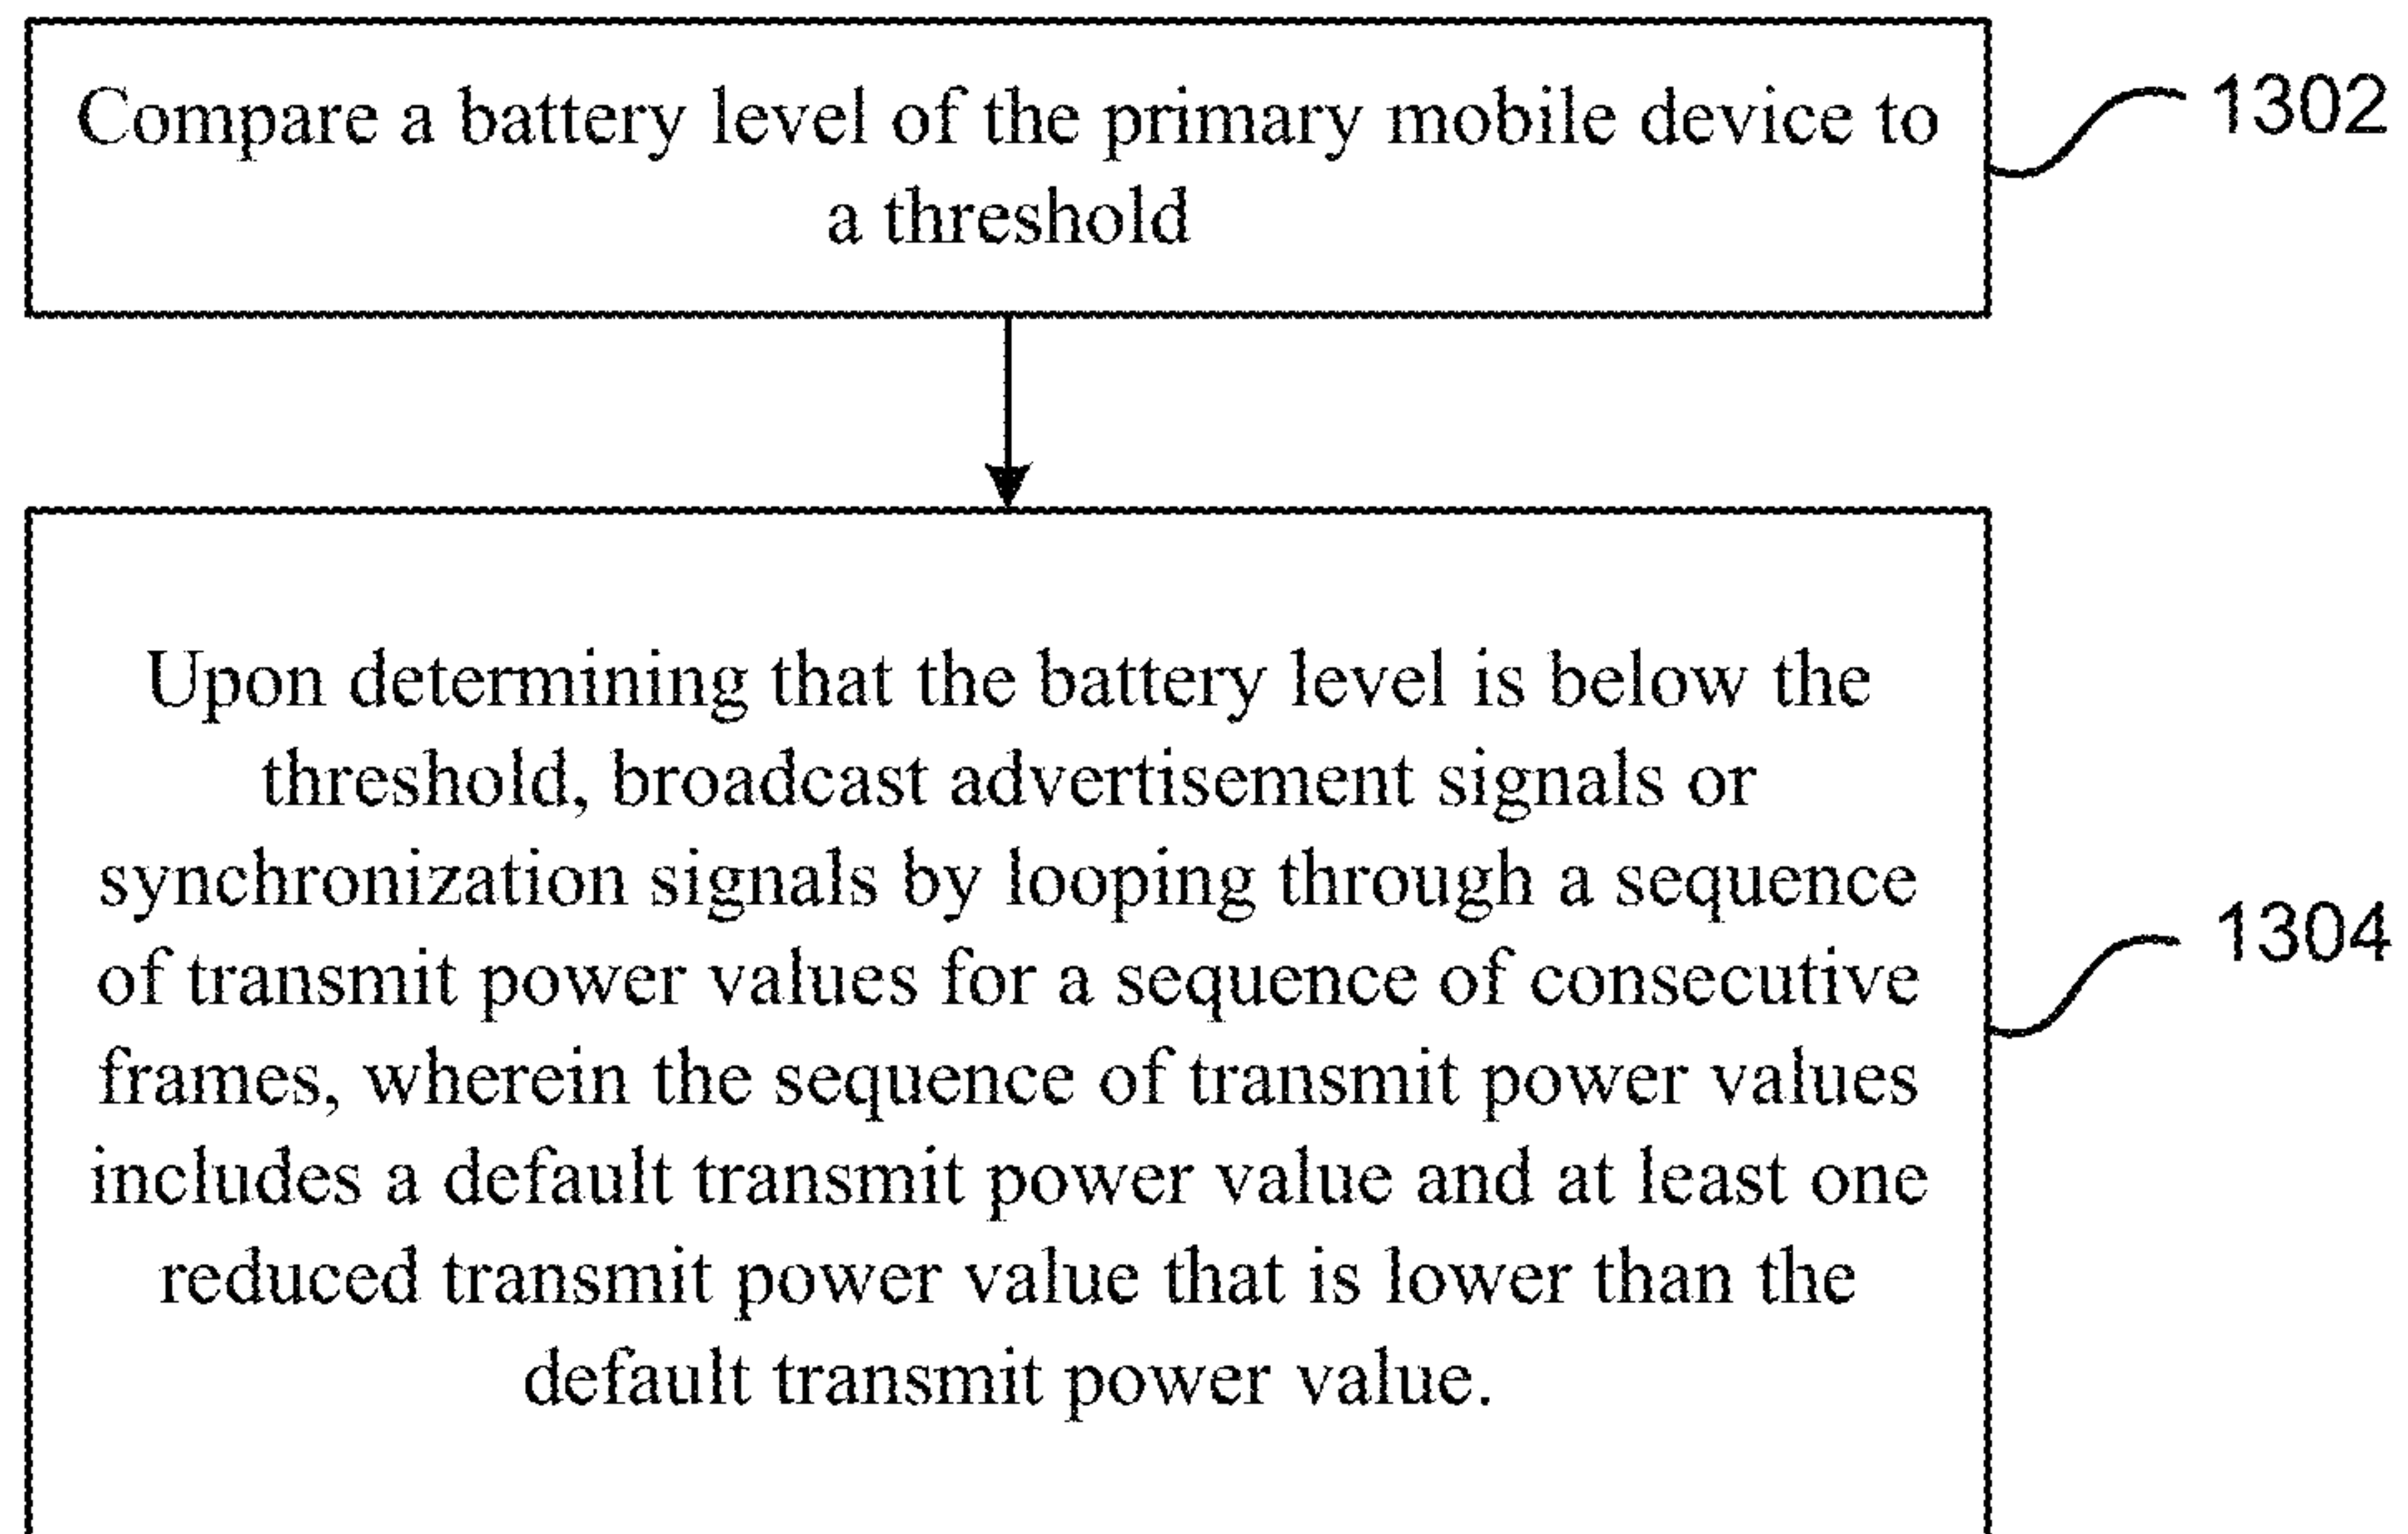 Compare a battery level of the primary mobile device to
a threshold
1302
Upon determining that the battery level is below the
threshold, broadcast advertisement signals or
synchronization signals by looping through a sequence
of transmit power values for a sequence of consecutive
frames, wherein the sequence of transmit power values
includes a default transmit power value and at least one
reduced transmit power value that is lower than the
default transmit power value.
1304